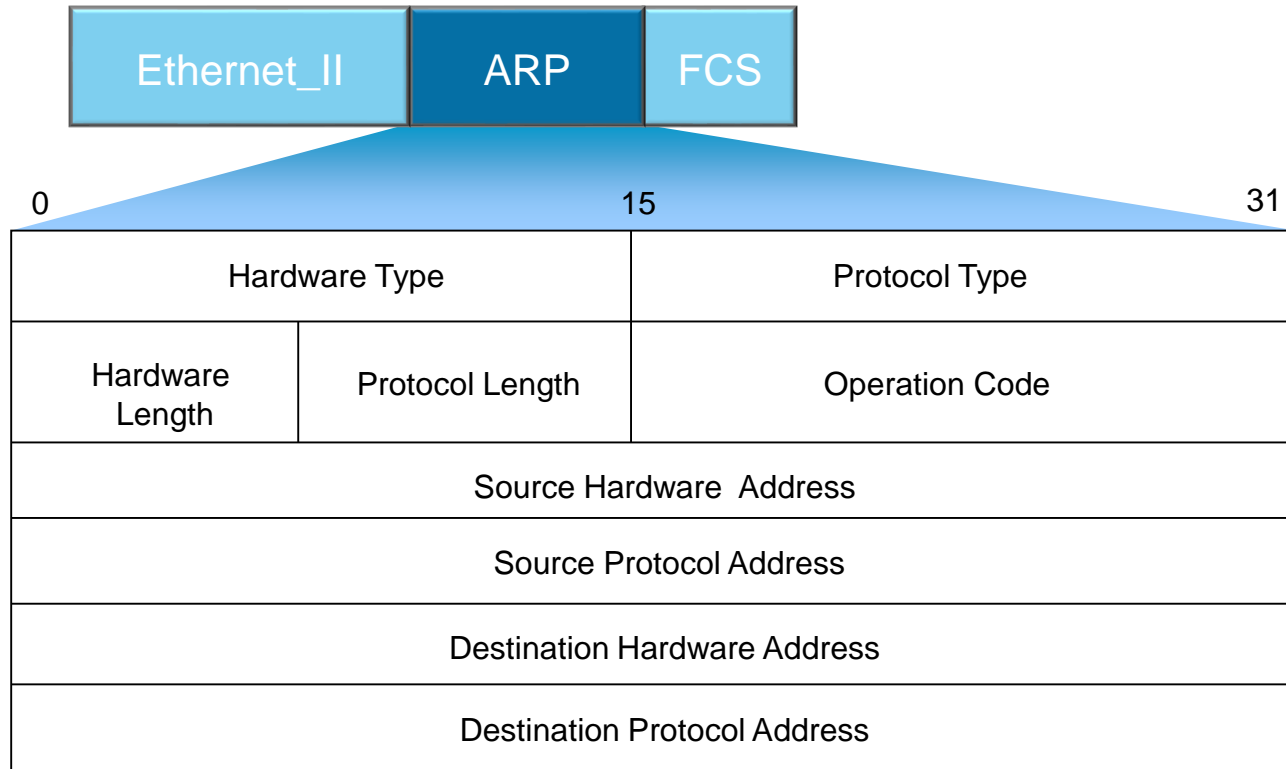 Ethernet_II ARP FCS
0 15 31
Hardware Type Protocol Type
Hardware
Length
Protocol Length
Operation Code
Source Hardware Address
Source Protocol Address
Destination Hardware Address
Destination Protocol Address